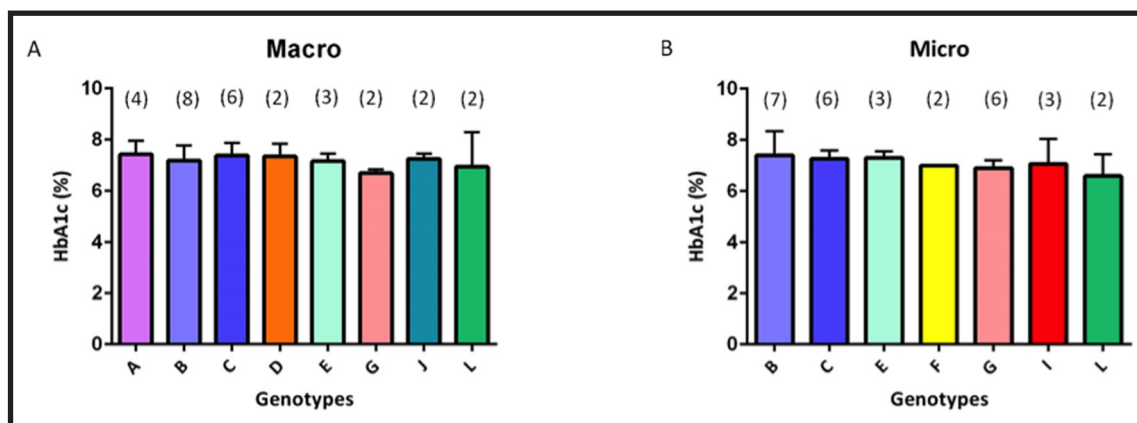 A
Macro
HbA1c (%)
10
8
6
4
2
0
(4) (8) (6) (2) (3) (2) (2) (2)
A B C D E G J L
Genotypes
B
Micro
HbA1c (%)
10
8
6
4
2
0
(7) (6) (3) (2) (6) (3) (2)
B C E F G I L
Genotypes